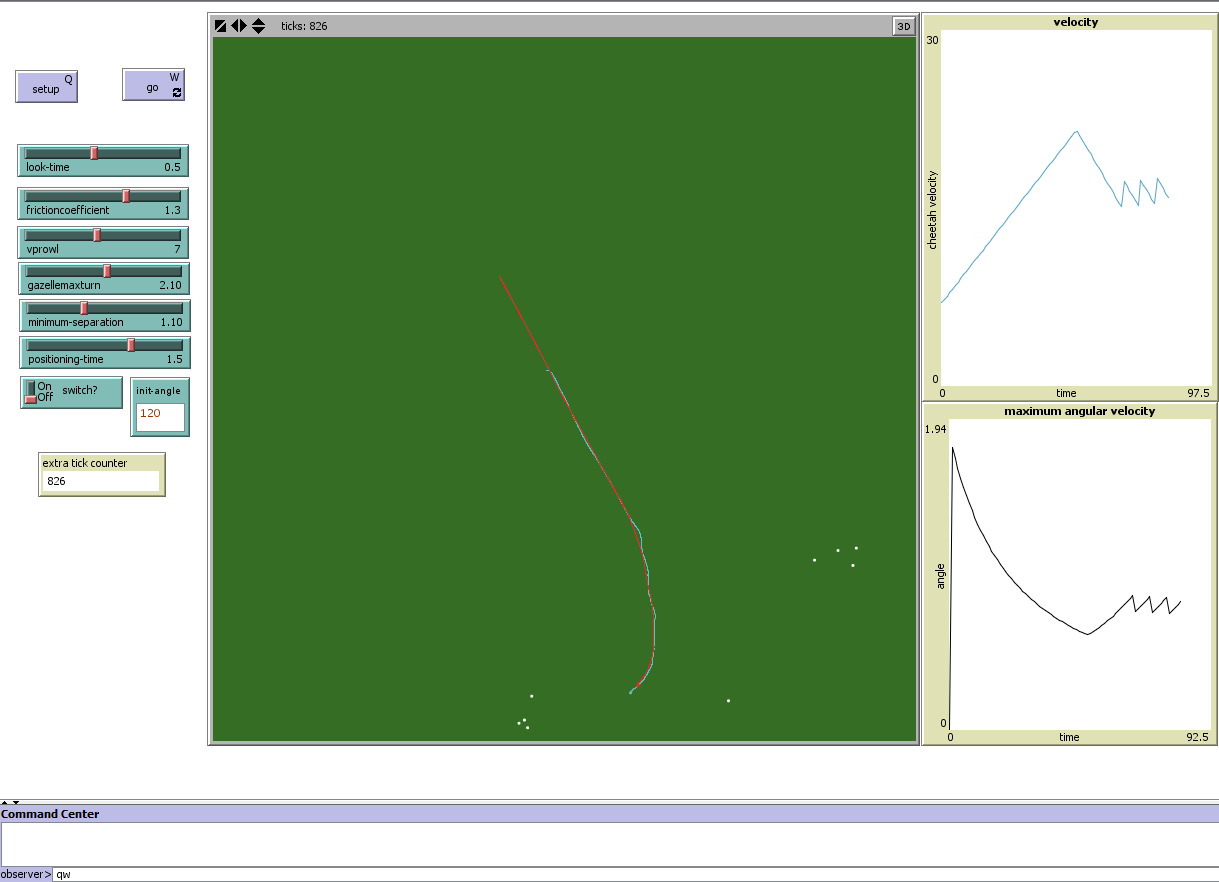 ticks: 826
3D
setup
Q
go
W
look-time 0.5
frictioncoefficient 1.3
vprowl 7
gazellemaxturn 2.10
minimum-separation 1.10
positioning-time 1.5
On
Off
switch?
init-angle
120
extra tick counter
826
velocity
30
cheetah velocity
0
0
time
97.5
maximum angular velocity
1.94
angle
0
0
time
92.5
Command Center
observer> qw